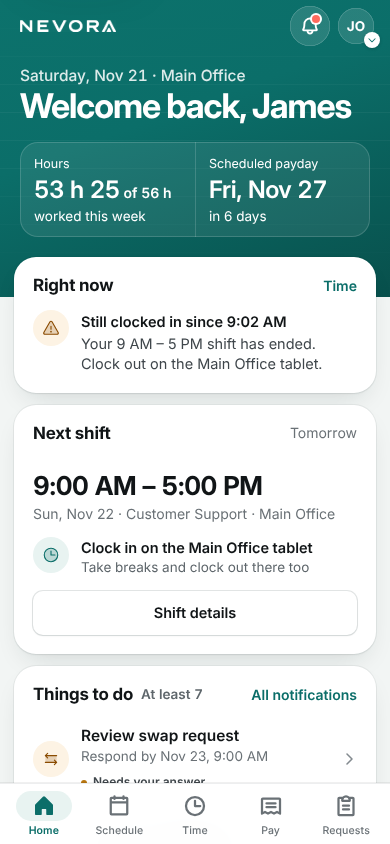 NEVORA
JO
Saturday, Nov 21 · Main Office
Welcome back, James
Hours
53 h 25 of 56 h
worked this week
Scheduled payday
Fri, Nov 27
in 6 days
Right now
Time
Still clocked in since 9:02 AM
Your 9 AM – 5 PM shift has ended.
Clock out on the Main Office tablet.
Next shift
Tomorrow
9:00 AM – 5:00 PM
Sun, Nov 22 · Customer Support · Main Office
Clock in on the Main Office tablet
Take breaks and clock out there too
Shift details
Things to do At least 7
All notifications
Review swap request
Respond by Nov 23, 9:00 AM
Needs your answer
Home
Schedule
Time
Pay
Requests